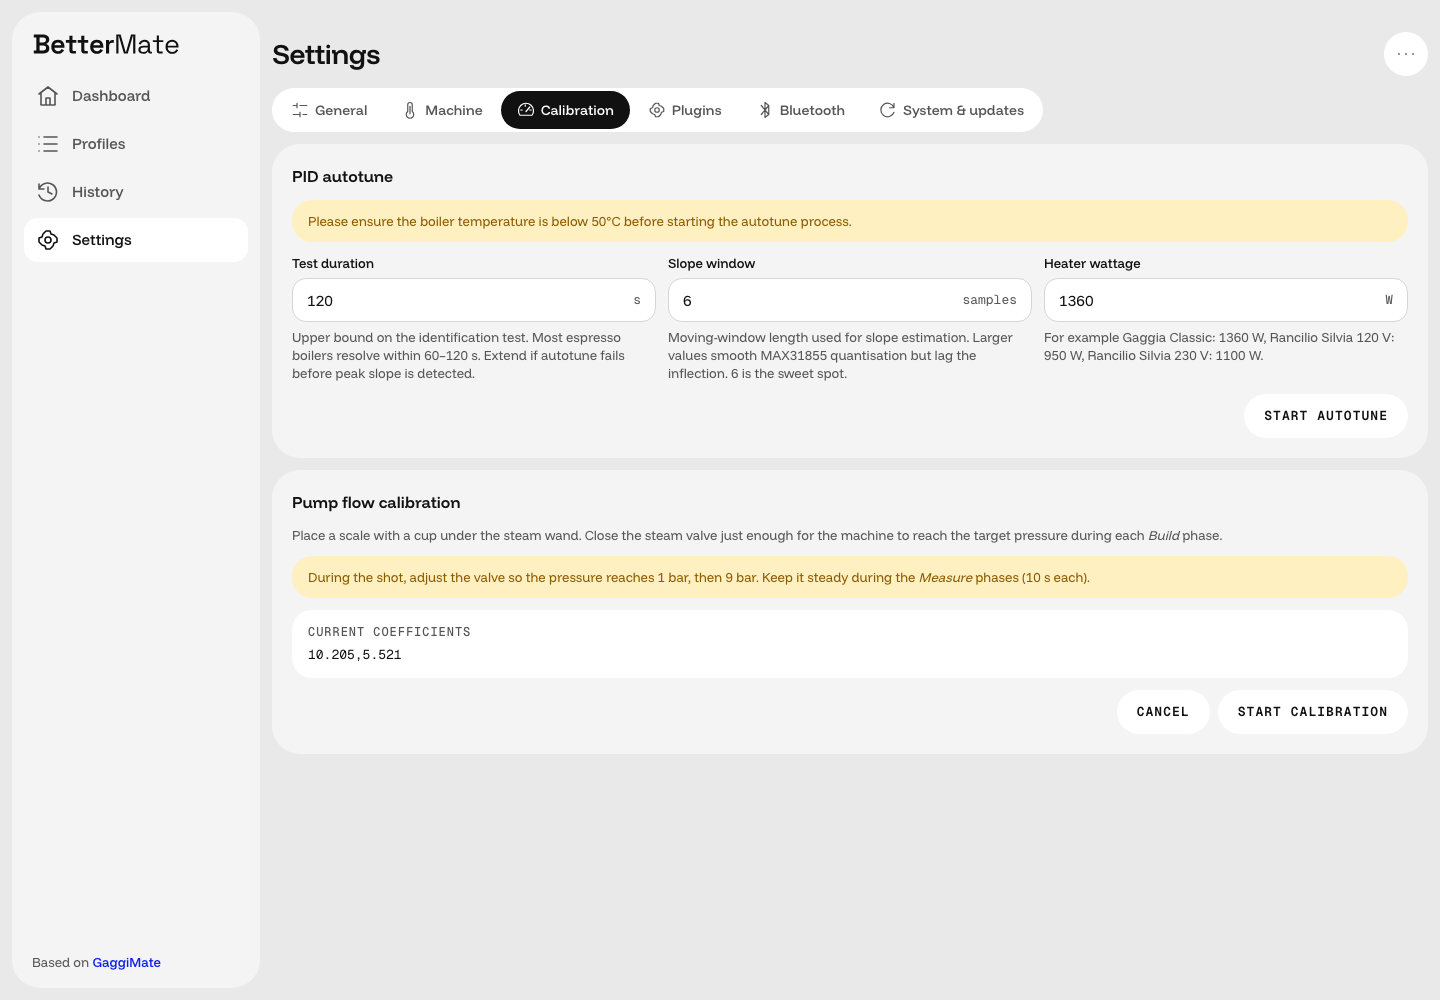 BetterMate
Dashboard
Profiles
History
Settings
Based on GaggiMate
Settings
...
General
Machine
Calibration
Plugins
Bluetooth
System & updates
PID autotune
Please ensure the boiler temperature is below 50°C before starting the autotune process.
Test duration
120 s
Upper bound on the identification test. Most espresso
boilers resolve within 60–120 s. Extend if autotune fails
before peak slope is detected.
Slope window
6 samples
Moving-window length used for slope estimation. Larger
values smooth MAX31855 quantisation but lag the
inflection. 6 is the sweet spot.
Heater wattage
1360 W
For example Gaggia Classic: 1360 W, Rancilio Silvia 120 V:
950 W, Rancilio Silvia 230 V: 1100 W.
START AUTOTUNE
Pump flow calibration
Place a scale with a cup under the steam wand. Close the steam valve just enough for the machine to reach the target pressure during each Build phase.
During the shot, adjust the valve so the pressure reaches 1 bar, then 9 bar. Keep it steady during the Measure phases (10 s each).
CURRENT COEFFICIENTS
10.205,5.521
CANCEL
START CALIBRATION